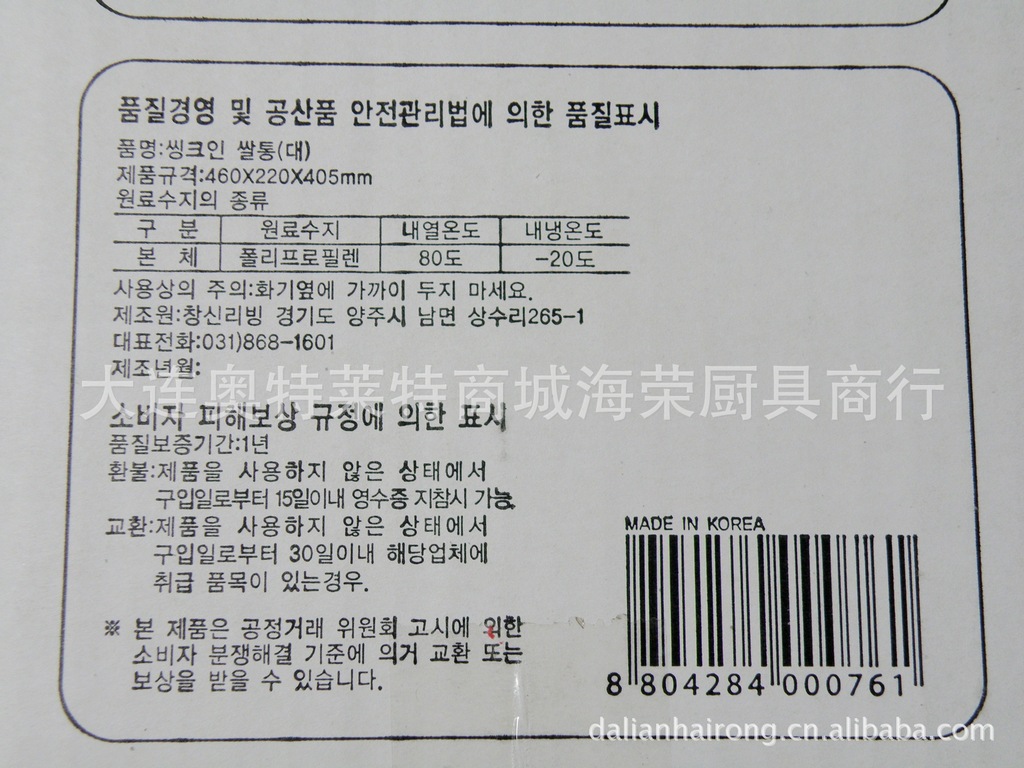 품질경영 및 공산품 안전관리법에 의한 품질표시
품명:씽크인 쌀통(대)
제품규격:460X220X405mm
원료수지의 종류
구 분 원료수지 내열온도 내냉온도
본 체 폴리프로필렌 80도 -20도
사용상의 주의:화기옆에 가까이 두지 마세요.
제조원:창신리빙 경기도 양주시 남면 상수리265-1
대표전화:031)868-1601
제조년월:
大连奥特莱特商城海荣厨具商行
소비자 피해보상 규정에 의한 표시
품질보증기간:1년
환불:제품을 사용하지 않은 상태에서
구입일로부터 15일이내 영수증 지참시 가능.
교환:제품을 사용하지 않은 상태에서
구입일로부터 30일이내 해당업체에
취급 품목이 있는경우.
※ 본 제품은 공정거래 위원회 고시에 의한
소비자 분쟁해결 기준에 의거 교환 또는
보상을 받을 수 있습니다.
MADE IN KOREA
8 804284 000761
dalianhairong.cn.alibaba.com